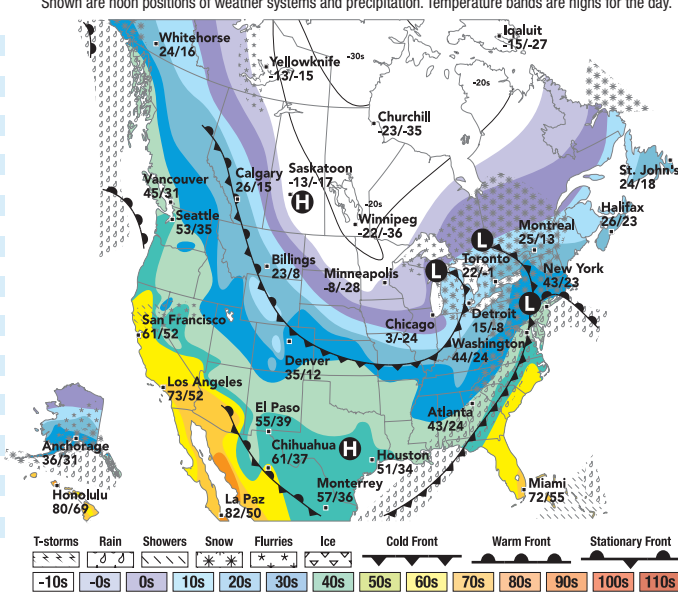 Shown are noon positions of weather systems and precipitation. Temperature bands are highs for the day.
Whitehorse
24/16
Yellowknife
-13/-15
-30s
Iqaluit
-15/-27
-20s
Churchill
-23/-35
Vancouver
45/31
Calgary
26/15
Saskatoon
-13/-17
H
-20s
Winnipeg
-22/-36
St. John's
24/18
Halifax
26/23
Seattle
53/35
Montreal
25/13
L
Toronto
22/-1
L
Billings
23/8
Minneapolis
-8/-28
New York
43/23
L
San Francisco
61/52
Chicago
3/-24
Detroit
15/-8
Washington
44/24
Denver
35/12
Los Angeles
73/52
El Paso
55/39
Atlanta
43/24
Chihuahua
61/37
H
Houston
51/34
Anchorage
36/31
Monterrey
57/36
Miami
72/55
Honolulu
80/69
La Paz
82/50
T-storms Rain Showers Snow Flurries Ice Cold Front Warm Front Stationary Front
-10s -0s 0s 10s 20s 30s 40s 50s 60s 70s 80s 90s 100s 110s